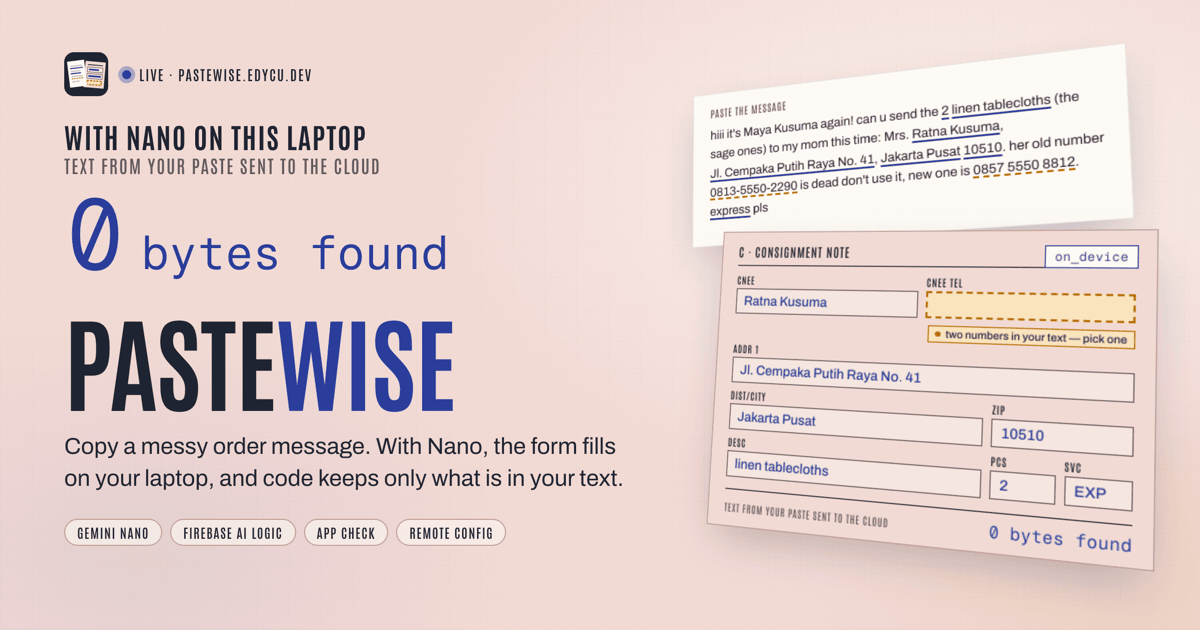 LIVE · PASTEWISE.EDYCU.DEV
WITH NANO ON THIS LAPTOP
TEXT FROM YOUR PASTE SENT TO THE CLOUD
0 bytes found
PASTEWISE
Copy a messy order message. With Nano, the form fills
on your laptop, and code keeps only what is in your text.
GEMINI NANO
FIREBASE AI LOGIC
APP CHECK
REMOTE CONFIG
PASTE THE MESSAGE
hiii it's Maya Kusuma again! can u send the 2 linen tablecloths (the
sage ones) to my mom this time: Mrs. Ratna Kusuma,
Jl. Cempaka Putih Raya No. 41, Jakarta Pusat 10510. her old number
0813-5550-2290 is dead don't use it, new one is 0857 5550 8812.
express pls
C · CONSIGNMENT NOTE
on_device
CNEE
Ratna Kusuma
CNEE TEL
two numbers in your text — pick one
ADDR 1
Jl. Cempaka Putih Raya No. 41
DIST/CITY
Jakarta Pusat
ZIP
10510
DESC
linen tablecloths
PCS
2
SVC
EXP
TEXT FROM YOUR PASTE SENT TO THE CLOUD
0 bytes found